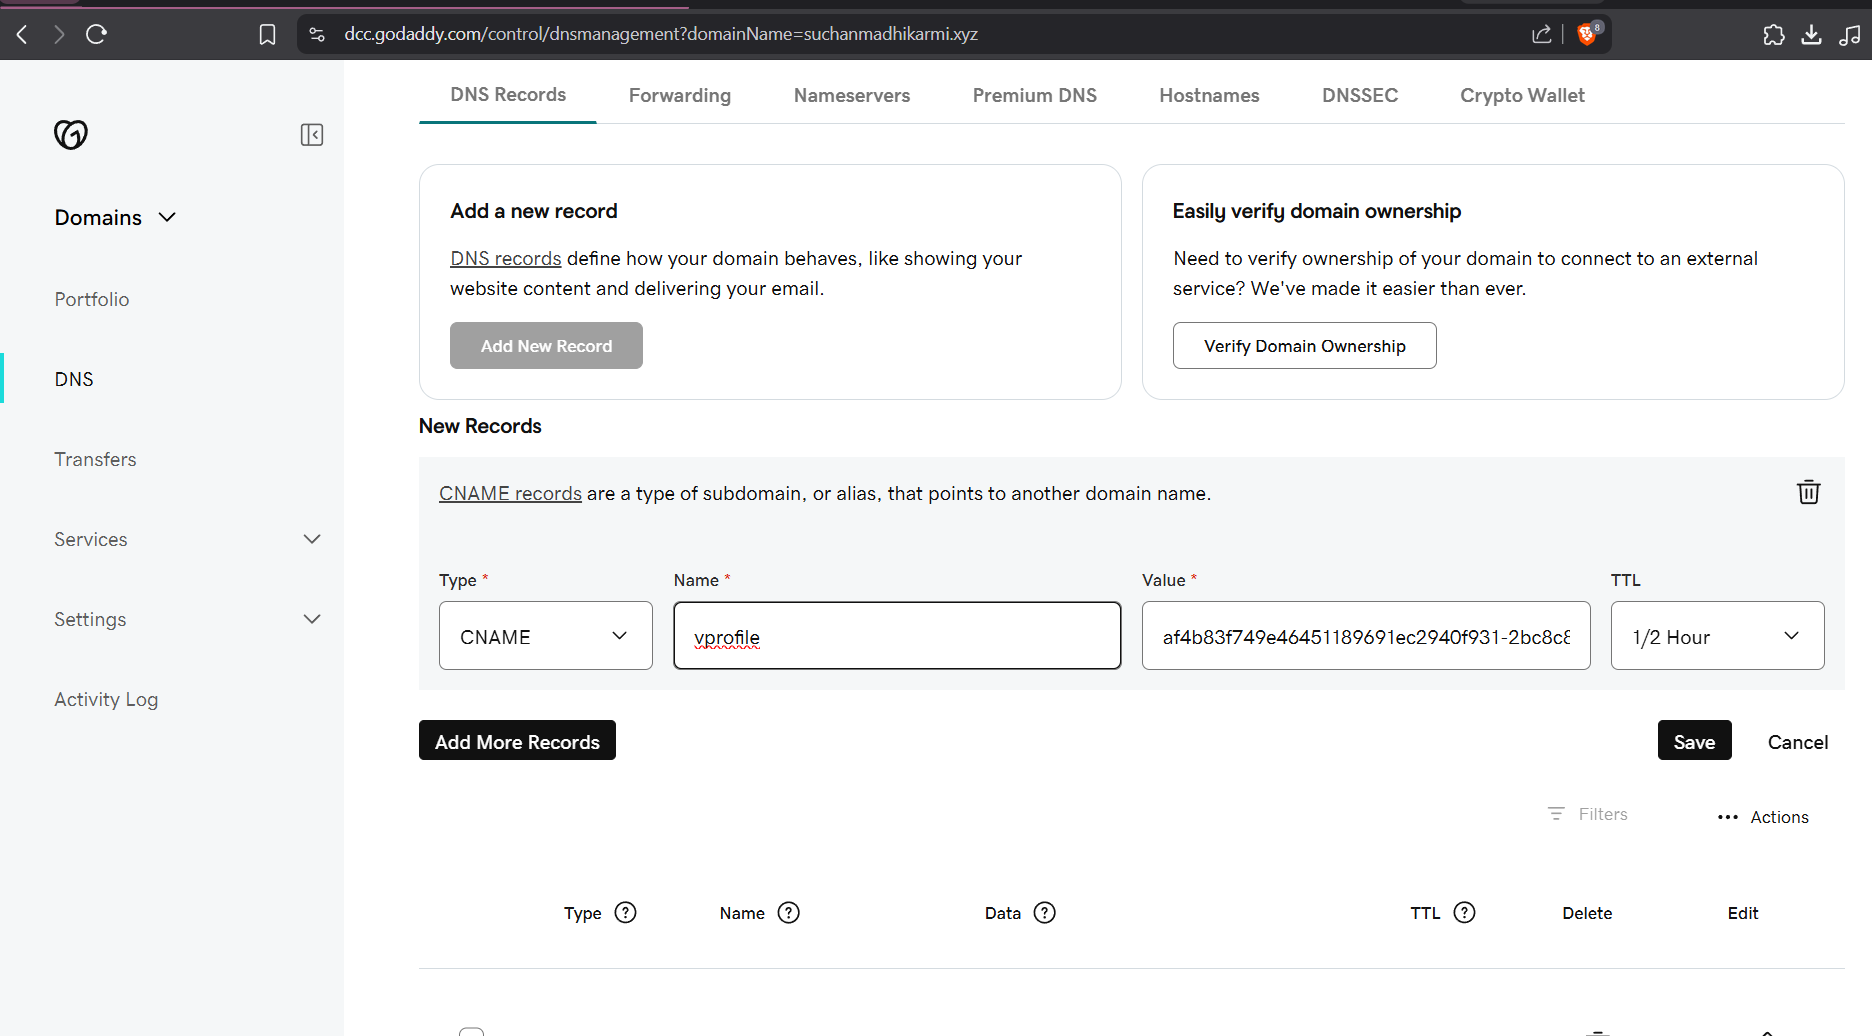 dcc.godaddy.com/control/dnsmanagement?domainName=suchanmadhikarmi.xyz
8
DNS Records
Forwarding
Nameservers
Premium DNS
Hostnames
DNSSEC
Crypto Wallet
Domains
Portfolio
DNS
Transfers
Services
Settings
Activity Log
Add a new record
DNS records define how your domain behaves, like showing your
website content and delivering your email.
Add New Record
Easily verify domain ownership
Need to verify ownership of your domain to connect to an external
service? We've made it easier than ever.
Verify Domain Ownership
New Records
CNAME records are a type of subdomain, or alias, that points to another domain name.
Type *
Name *
Value *
TTL
CNAME
vprofile
af4b83f749e46451189691ec2940f931-2bc8c8
1/2 Hour
Add More Records
Save
Cancel
Filters
Actions
Type ?
Name ?
Data ?
TTL ?
Delete
Edit